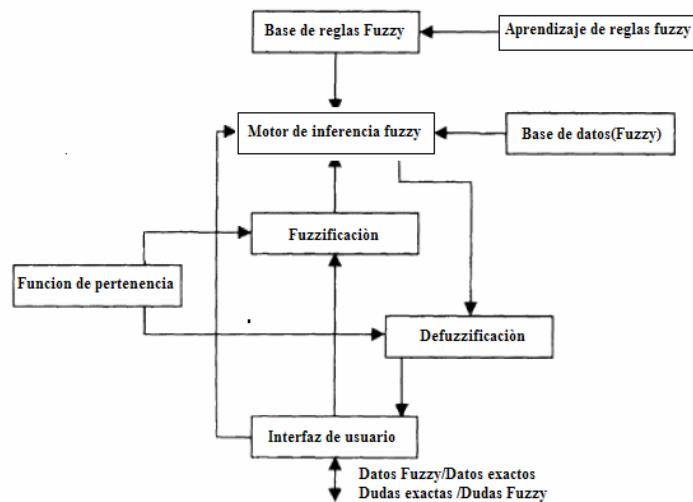 Base de reglas Fuzzy
Aprendizaje de reglas fuzzy
Motor de inferencia fuzzy
Base de datos(Fuzzy)
Fuzzificaciòn
Funcion de pertenencia
Defuzzificaciòn
Interfaz de usuario
Datos Fuzzy/Datos exactos
Dudas exactas /Dudas Fuzzy